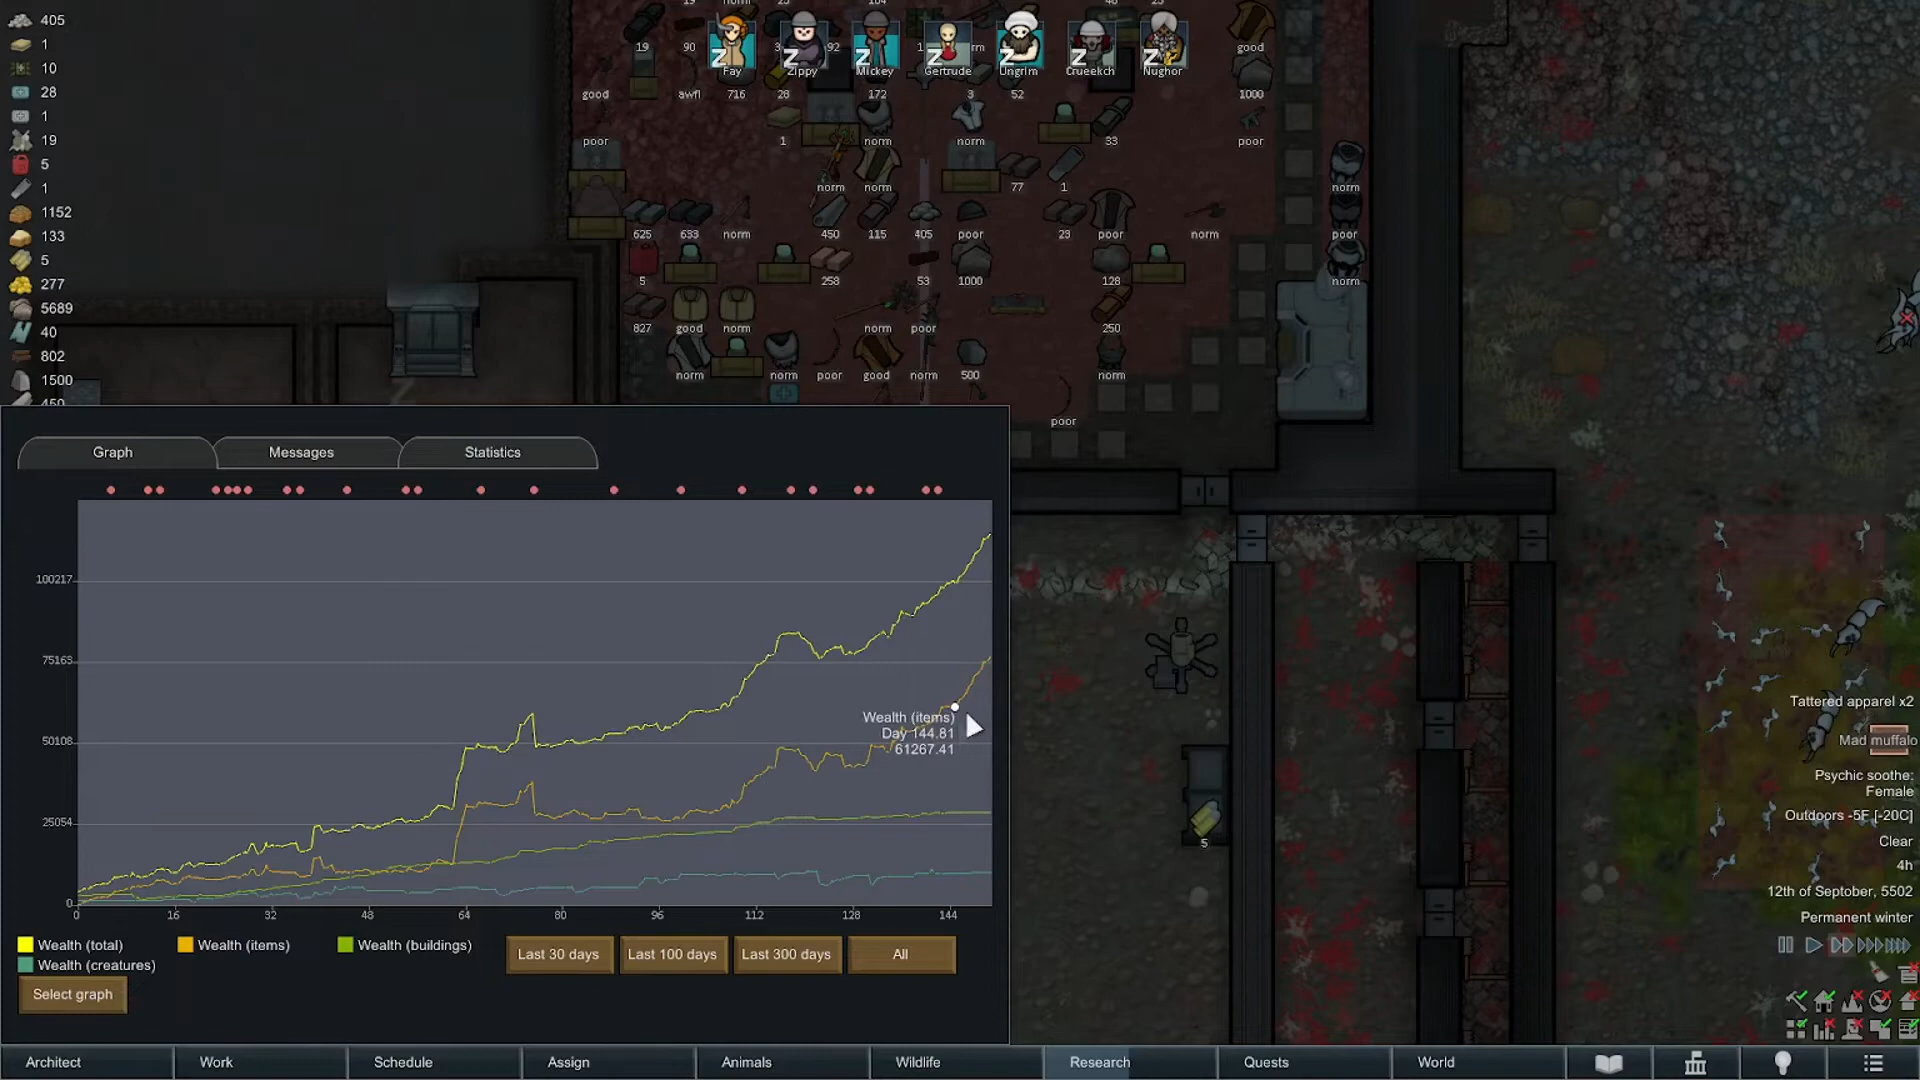 405
1
10
28
1
19
5
1
1152
133
5
277
5689
40
802
1500
450
19 90
Fay Zippy Mickey Gertrude Ungrim Crueekch Nughor
good
good awfl 716 28 172 3 52 1000
poor 1 norm norm 33 poor
norm norm 77 1 norm
625 633 norm 450 115 405 poor 23 poor norm poor
5 258 53 1000 128 norm
827 good norm norm poor 250
norm norm poor good norm 500 norm
poor
Graph Messages Statistics
100217
75163
50108
25054
0
Wealth (items)
Day 144.81
61267.41
0 16 32 48 64 80 96 112 128 144
Wealth (total) Wealth (items) Wealth (buildings)
Wealth (creatures)
Last 30 days Last 100 days Last 300 days All
Select graph
5
Tattered apparel x2
Mad muffalo
Psychic soothe:
Female
Outdoors -5F [-20C]
Clear
4h
12th of Septober, 5502
Permanent winter
Architect Work Schedule Assign Animals Wildlife Research Quests World